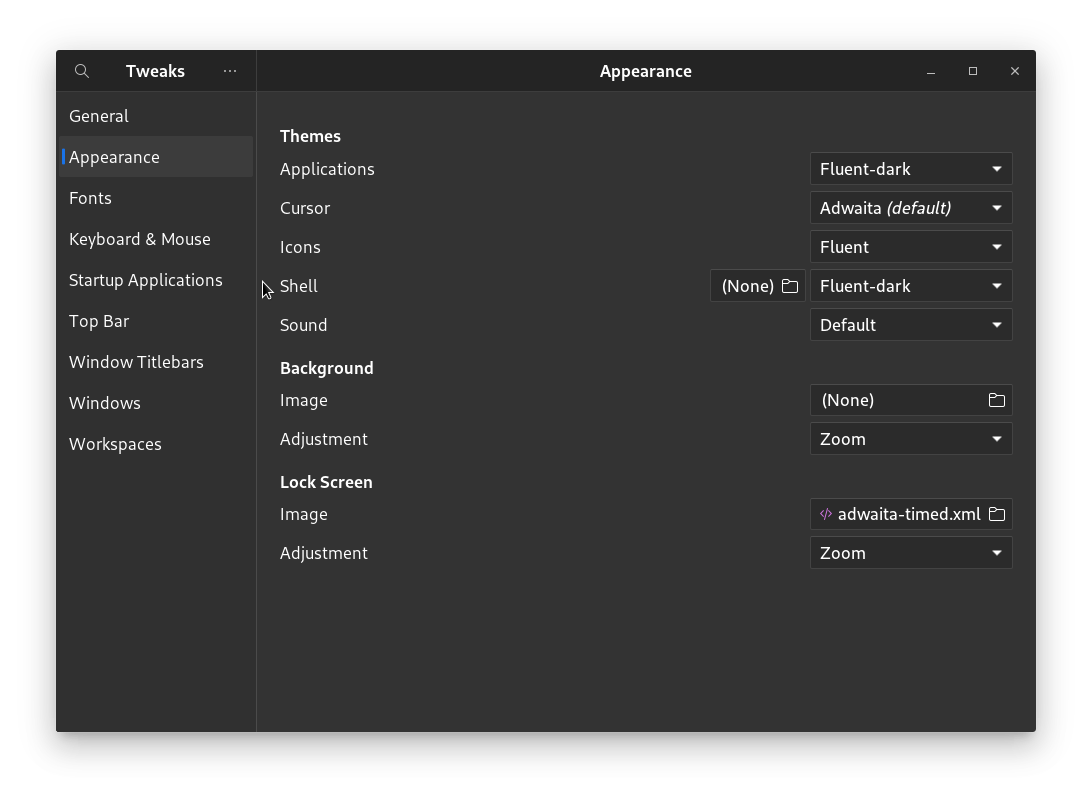 Tweaks
Appearance
General
Appearance
Fonts
Keyboard & Mouse
Startup Applications
Top Bar
Window Titlebars
Windows
Workspaces
Themes
Applications Fluent-dark
Cursor Adwaita (default)
Icons Fluent
Shell (None) Fluent-dark
Sound Default
Background
Image (None)
Adjustment Zoom
Lock Screen
Image adwaita-timed.xml
Adjustment Zoom